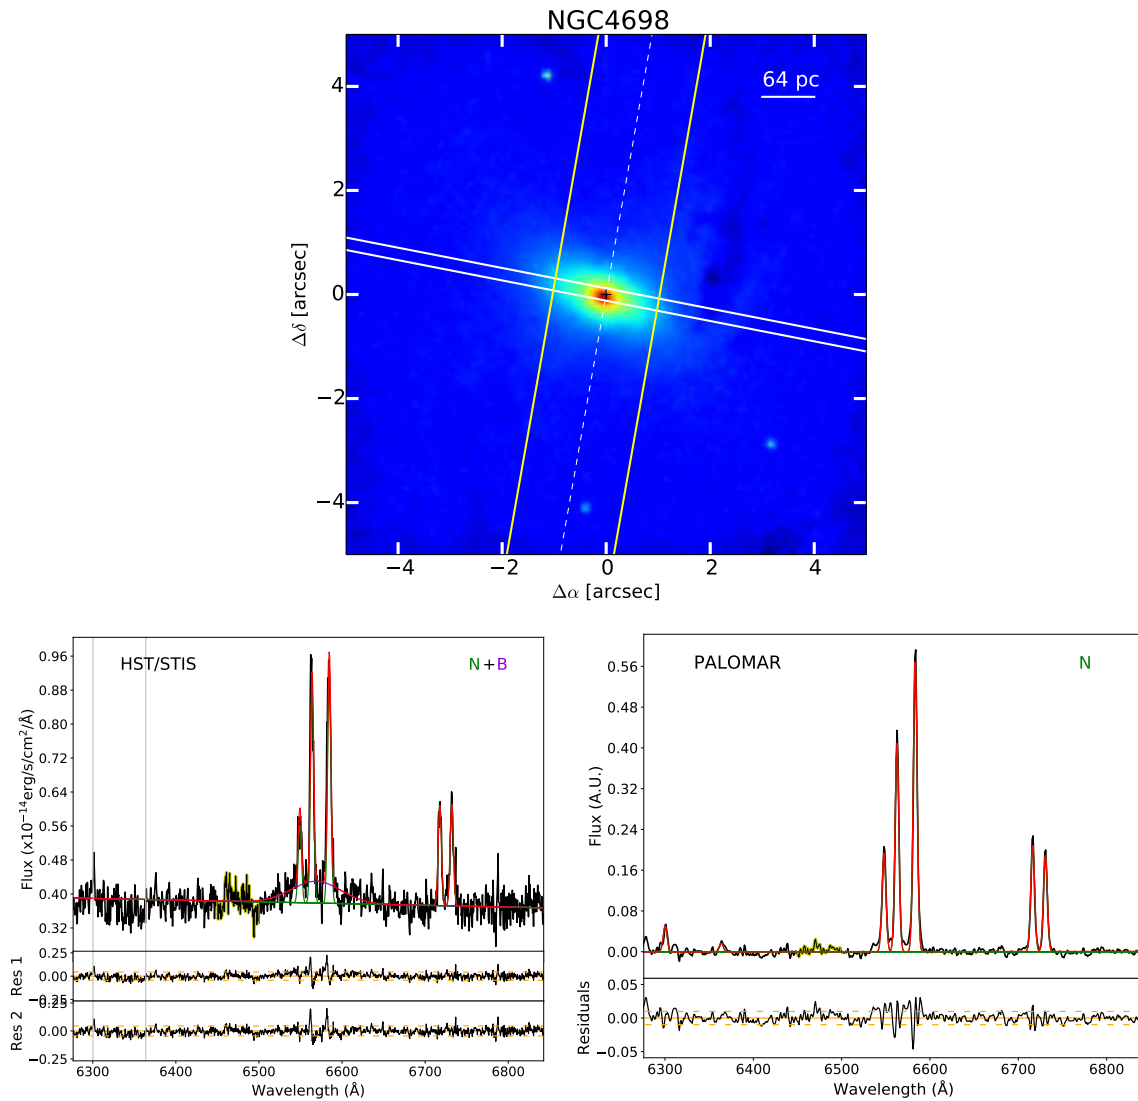 NGC4698
64 pc
4
2
0
−2
−4
Δδ [arcsec]
−4 −2 0 2 4
Δα [arcsec]
HST/STIS N+B
0.96
0.88
0.80
0.72
0.64
0.56
0.48
0.40
0.32
Flux (x10⁻¹⁴erg/s/cm²/Å)
0.25
0.00
−0.25
Res 1
0.25
0.00
−0.25
Res 2
6300 6400 6500 6600 6700 6800
Wavelength (Å)
PALOMAR N
0.56
0.48
0.40
0.32
0.24
0.16
0.08
0.00
Flux (A.U.)
0.05
0.00
−0.05
Residuals
6300 6400 6500 6600 6700 6800
Wavelength (Å)